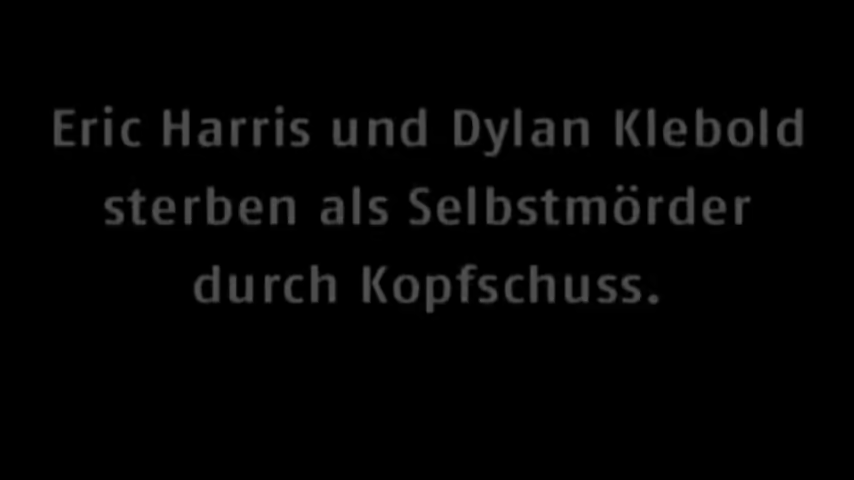 Eric Harris und Dylan Klebold
sterben als Selbstmörder
durch Kopfschuss.